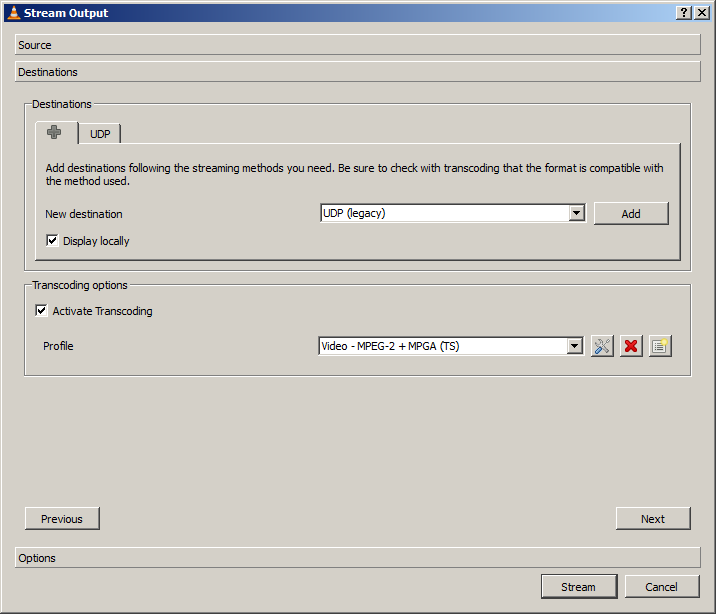 Stream Output
Source
Destinations
Destinations
UDP
Add destinations following the streaming methods you need. Be sure to check with transcoding that the format is compatible with
the method used.
New destination UDP (legacy) Add
Display locally
Transcoding options
Activate Transcoding
Profile Video - MPEG-2 + MPGA (TS)
Previous Next
Options
Stream Cancel